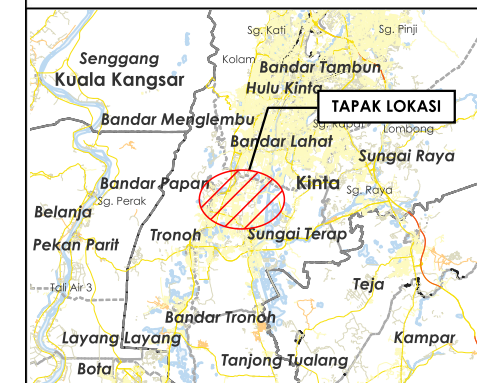 Sg. Kati
Sg. Pinji
Senggang
Kolam
Bandar Tambun
Kuala Kangsar
Hulu Kinta
TAPAK LOKASI
Bandar Menglembu
Lombong
Bandar Lahat
Sungai Raya
Bandar Papan
Kinta
Sg. Raya
Sg. Perak
Belanja
Tronoh
Sungai Terap
Pekan Parit
Tali Air 3
Teja
Bandar Tronoh
Layang Layang
Kampar
Tanjong Tualang
Bota